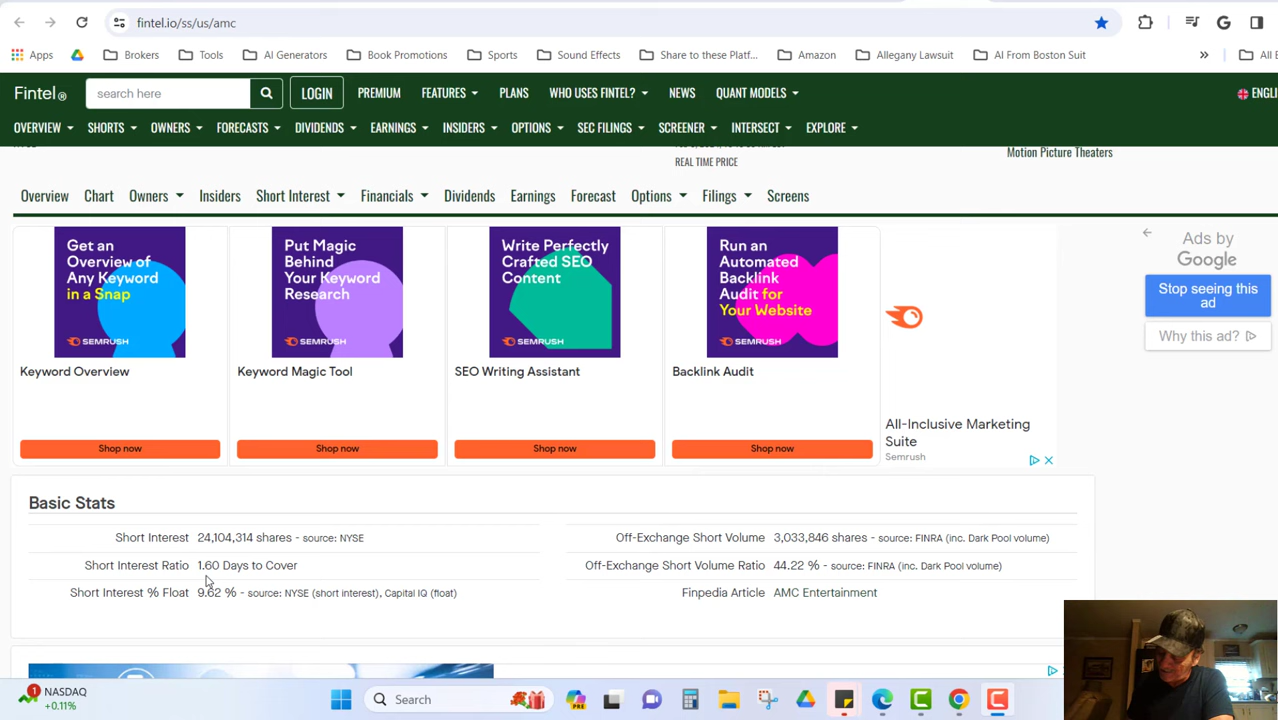 fintel.io/ss/us/amc
Apps Brokers Tools AI Generators Book Promotions Sports Sound Effects Share to these Platf... Amazon Allegany Lawsuit AI From Boston Suit » All E
Fintel® search here LOGIN PREMIUM FEATURES PLANS WHO USES FINTEL? NEWS QUANT MODELS ENGLI
OVERVIEW SHORTS OWNERS FORECASTS DIVIDENDS EARNINGS INSIDERS OPTIONS SEC FILINGS SCREENER INTERSECT EXPLORE
REAL TIME PRICE
Motion Picture Theaters
Overview Chart Owners Insiders Short Interest Financials Dividends Earnings Forecast Options Filings Screens
Get an
Overview of
Any Keyword
in a Snap
SEMRUSH
Keyword Overview
Shop now
Put Magic
Behind
Your Keyword
Research
SEMRUSH
Keyword Magic Tool
Shop now
Write Perfectly
Crafted SEO
Content
SEMRUSH
SEO Writing Assistant
Shop now
Run an
Automated
Backlink
Audit for
Your Website
SEMRUSH
Backlink Audit
Shop now
All-Inclusive Marketing
Suite
Semrush
Ads by
Google
Stop seeing this
ad
Why this ad?
Basic Stats
Short Interest 24,104,314 shares - source: NYSE
Short Interest Ratio 1.60 Days to Cover
Short Interest % Float 9.62 % - source: NYSE (short interest), Capital IQ (float)
Off-Exchange Short Volume 3,033,846 shares - source: FINRA (inc. Dark Pool volume)
Off-Exchange Short Volume Ratio 44.22 % - source: FINRA (inc. Dark Pool volume)
Finpedia Article AMC Entertainment
1 NASDAQ
+0.11%
Search
PRE